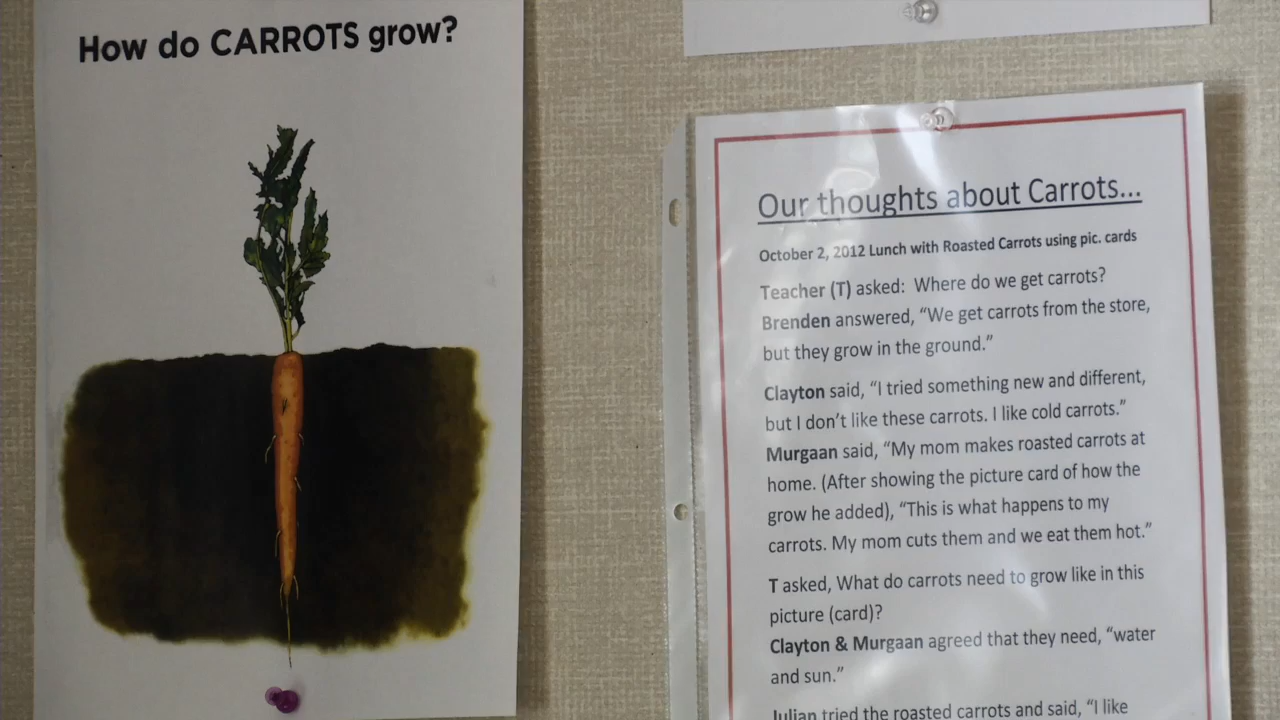 How do CARROTS grow?
Our thoughts about Carrots...
October 2, 2012 Lunch with Roasted Carrots using pic. cards
Teacher (T) asked: Where do we get carrots?
Brenden answered, “We get carrots from the store,
but they grow in the ground.”
Clayton said, “I tried something new and different,
but I don’t like these carrots. I like cold carrots.”
Murgaan said, “My mom makes roasted carrots at
home. (After showing the picture card of how the
grow he added), “This is what happens to my
carrots. My mom cuts them and we eat them hot.”
T asked, What do carrots need to grow like in this
picture (card)?
Clayton & Murgaan agreed that they need, “water
and sun.”
Julian tried the roasted carrots and said, “I like